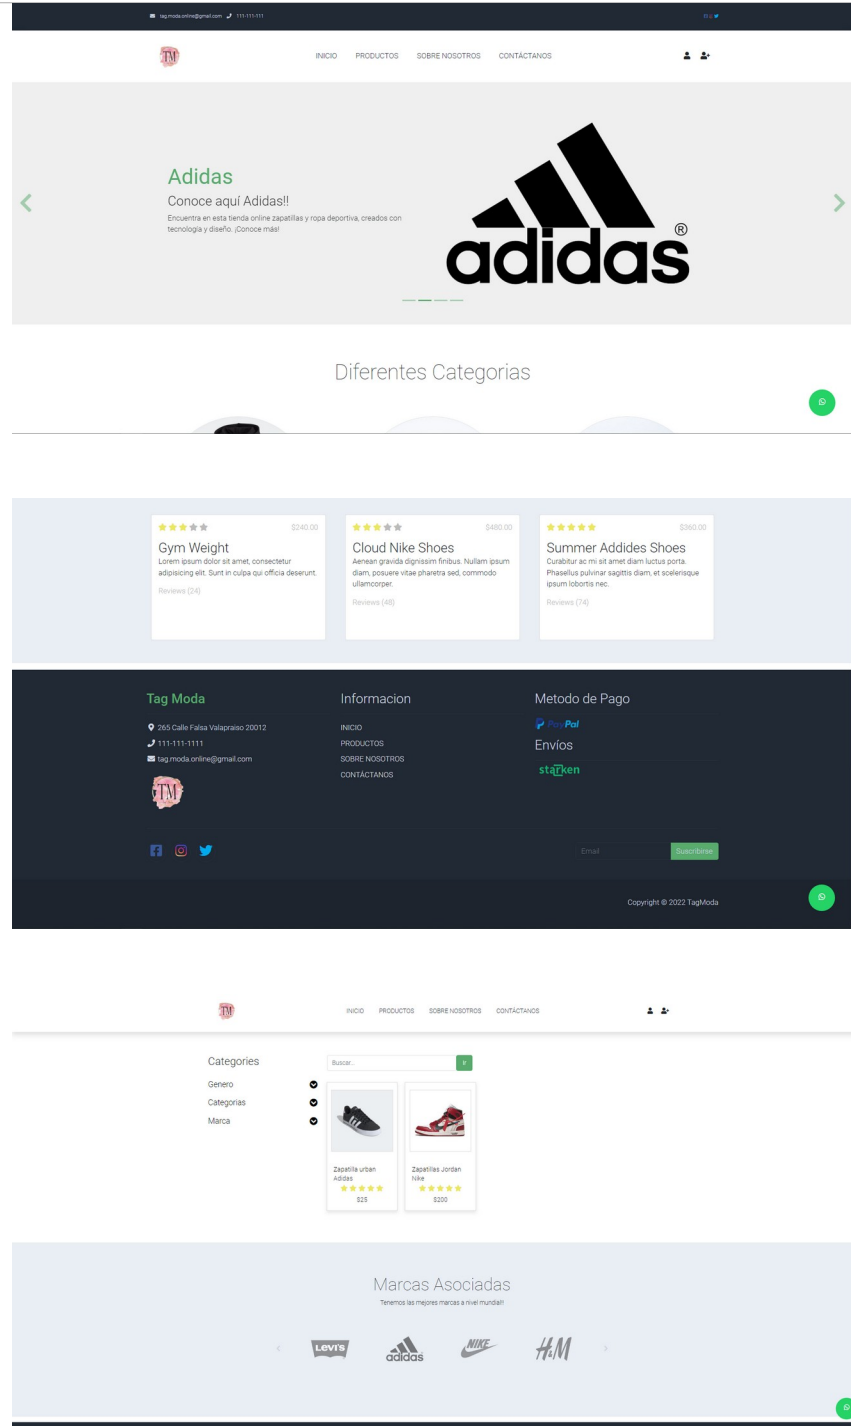 tag.moda.online@gmail.com 111-111-111
TM
INICIO PRODUCTOS SOBRE NOSOTROS CONTÁCTANOS
Adidas
Conoce aquí Adidas!!
Encuentra en esta tienda online zapatillas y ropa deportiva, creados con
tecnología y diseño. ¡Conoce más!
adidas®
Diferentes Categorias
$240.00
Gym Weight
Lorem ipsum dolor sit amet, consectetur
adipisicing elit. Sunt in culpa qui officia deserunt.
Reviews (24)
$480.00
Cloud Nike Shoes
Aenean gravida dignissim finibus. Nullam ipsum
diam, posuere vitae pharetra sed, commodo
ullamcorper.
Reviews (48)
$360.00
Summer Addides Shoes
Curabitur ac mi sit amet diam luctus porta.
Phasellus pulvinar sagittis diam, et scelerisque
ipsum lobortis nec.
Reviews (74)
Tag Moda
265 Calle Falsa Valapraiso 20012
111-111-1111
tag.moda.online@gmail.com
TM
Informacion
INICIO
PRODUCTOS
SOBRE NOSOTROS
CONTÁCTANOS
Metodo de Pago
PayPal
Envíos
starken
Email Suscribirse
Copyright © 2022 TagModa
TM
INICIO PRODUCTOS SOBRE NOSOTROS CONTÁCTANOS
Categories
Genero
Categorias
Marca
Buscar... Ir
Zapatilla urban
Adidas
$25
Zapatillas Jordan
Nike
$200
Marcas Asociadas
Tenemos las mejores marcas a nivel mundial!!
LEVI'S adidas NIKE H&M